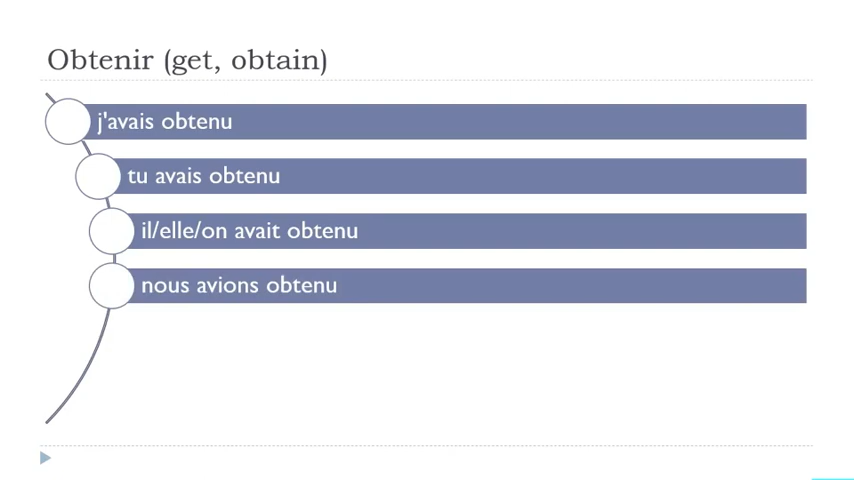 Obtenir (get, obtain)
j'avais obtenu
tu avais obtenu
il/elle/on avait obtenu
nous avions obtenu